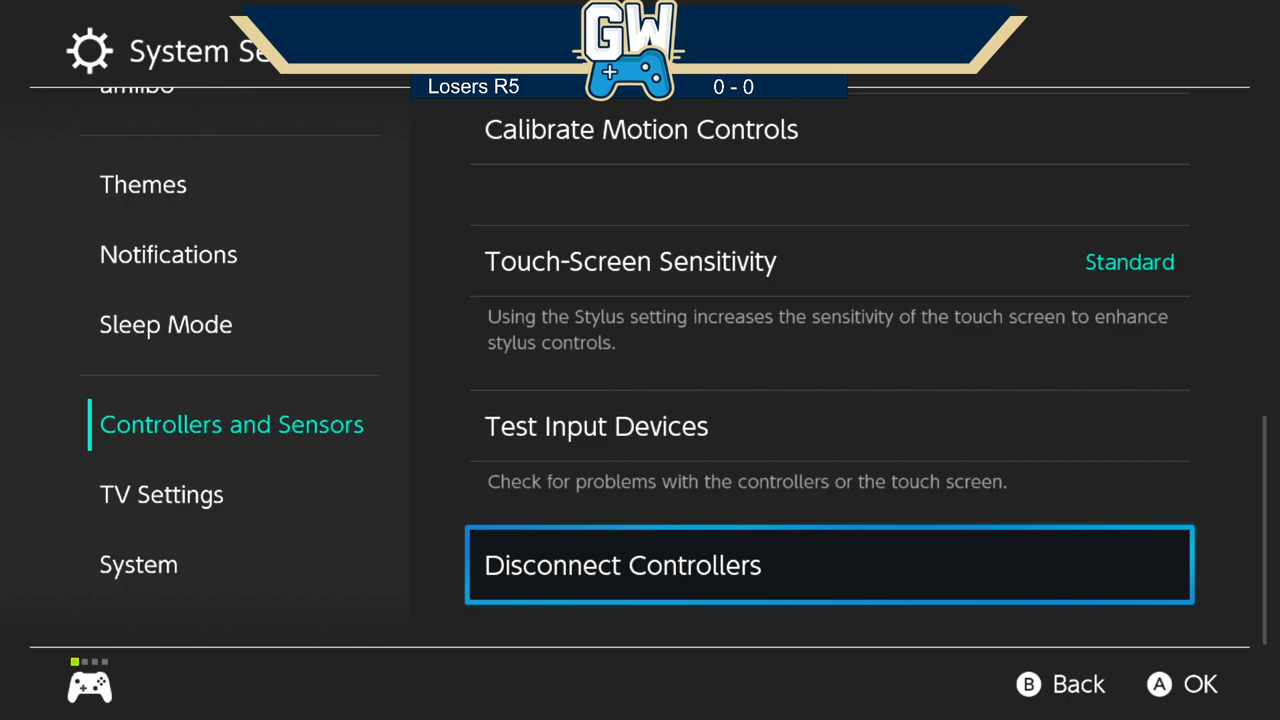 System Se
GW
Losers R5
0 - 0
amiibo
Themes
Notifications
Sleep Mode
Controllers and Sensors
TV Settings
System
Calibrate Motion Controls
Touch-Screen Sensitivity
Standard
Using the Stylus setting increases the sensitivity of the touch screen to enhance
stylus controls.
Test Input Devices
Check for problems with the controllers or the touch screen.
Disconnect Controllers
B Back
A OK